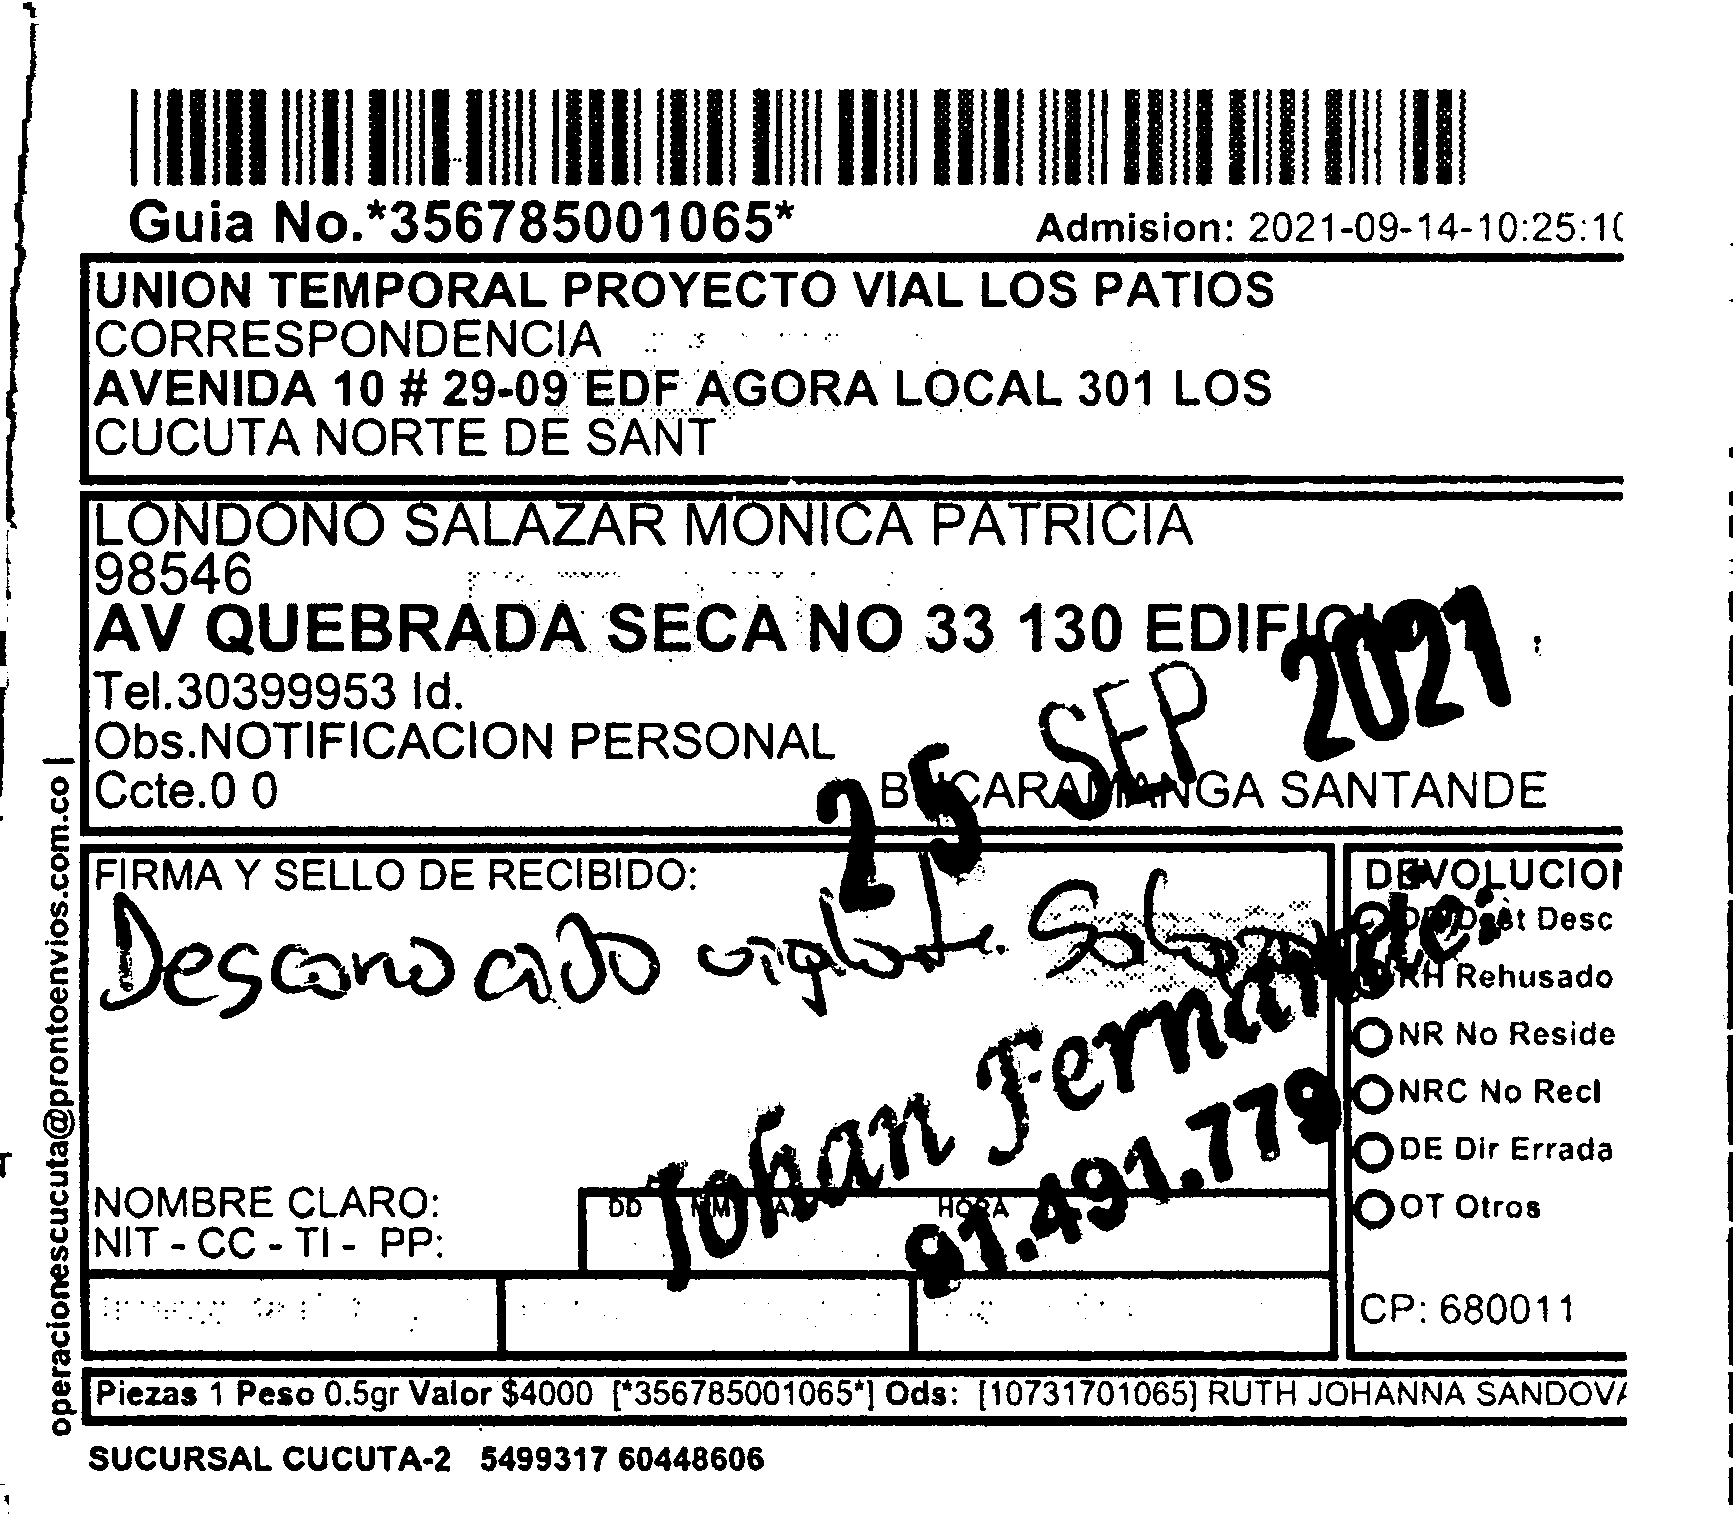 Guia No.*356785001065*
Admision: 2021-09-14-10:25:10
UNION TEMPORAL PROYECTO VIAL LOS PATIOS
CORRESPONDENCIA
AVENIDA 10 # 29-09 EDF AGORA LOCAL 301 LOS
CUCUTA NORTE DE SANT
LONDONO SALAZAR MONICA PATRICIA
98546
AV QUEBRADA SECA NO 33 130 EDIFICIO
Tel.30399953 Id.
Obs.NOTIFICACION PERSONAL
Ccte.0 0
BUCARAMANGA SANTANDE
25 SEP 2021
FIRMA Y SELLO DE RECIBIDO:
Desconocido
Johan Fernando
91.491.779
NOMBRE CLARO:
NIT - CC - TI - PP:
DD MM HORA
DEVOLUCION
Desc
RH Rehusado
NR No Reside
NRC No Recl
DE Dir Errada
OT Otros
CP: 680011
Piezas 1 Peso 0.5gr Valor $4000 [*356785001065*] Ods: [10731701065] RUTH JOHANNA SANDOVA
SUCURSAL CUCUTA-2 5499317 60448606
operacionescucuta@prontoenvios.com.co |